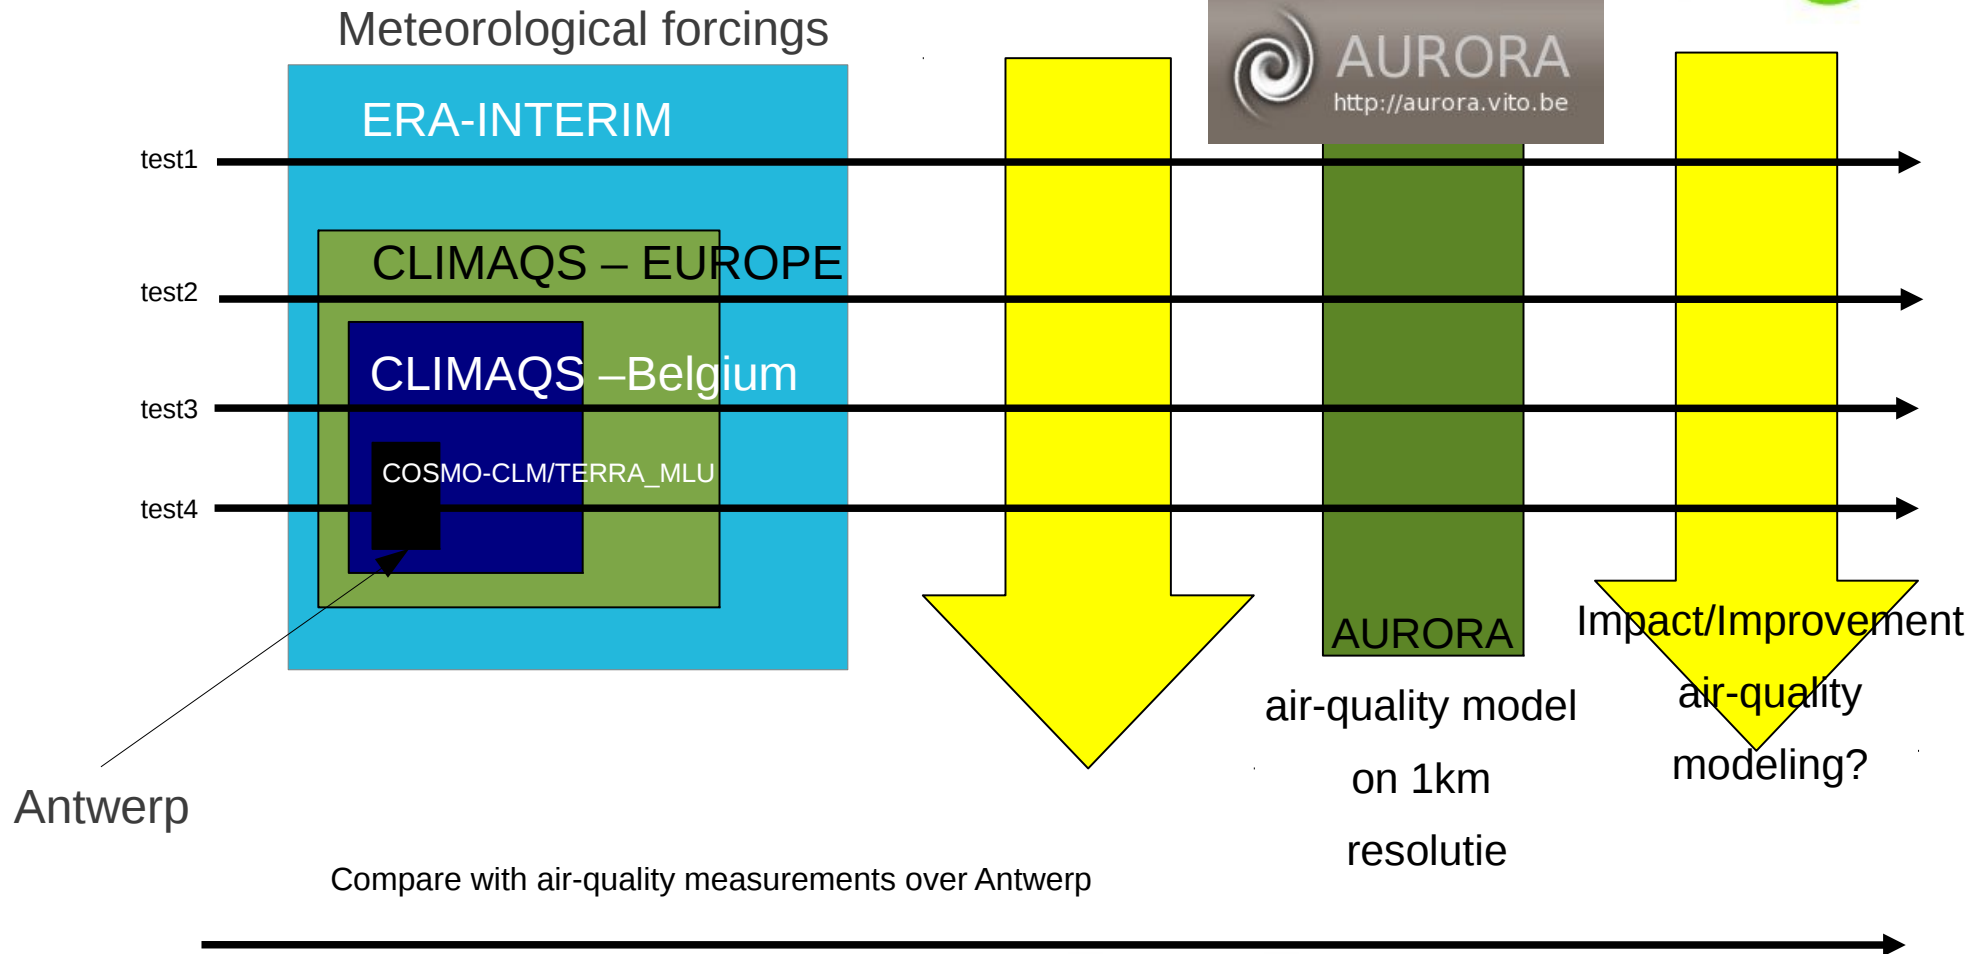 Meteorological forcings
AURORA
http://aurora.vito.be
ERA-INTERIM
test1
CLIMAQS – EUROPE
test2
CLIMAQS –Belgium
test3
COSMO-CLM/TERRA_MLU
test4
Antwerp
AURORA
air-quality model
on 1km
resolutie
Impact/Improvement
air-quality
modeling?
Compare with air-quality measurements over Antwerp